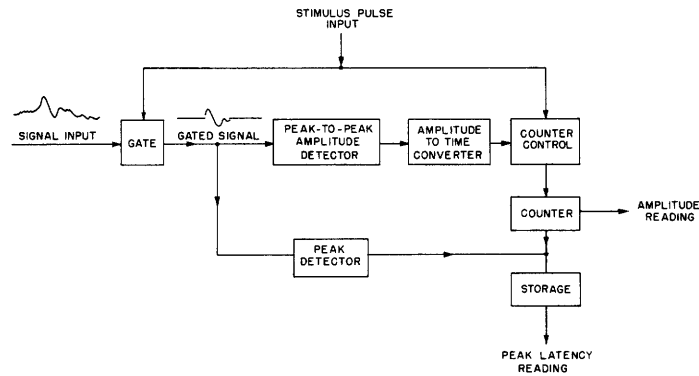 STIMULUS PULSE
INPUT
SIGNAL INPUT
GATE
GATED SIGNAL
PEAK-TO-PEAK
AMPLITUDE
DETECTOR
AMPLITUDE
TO TIME
CONVERTER
COUNTER
CONTROL
COUNTER
AMPLITUDE
READING
PEAK
DETECTOR
STORAGE
PEAK LATENCY
READING